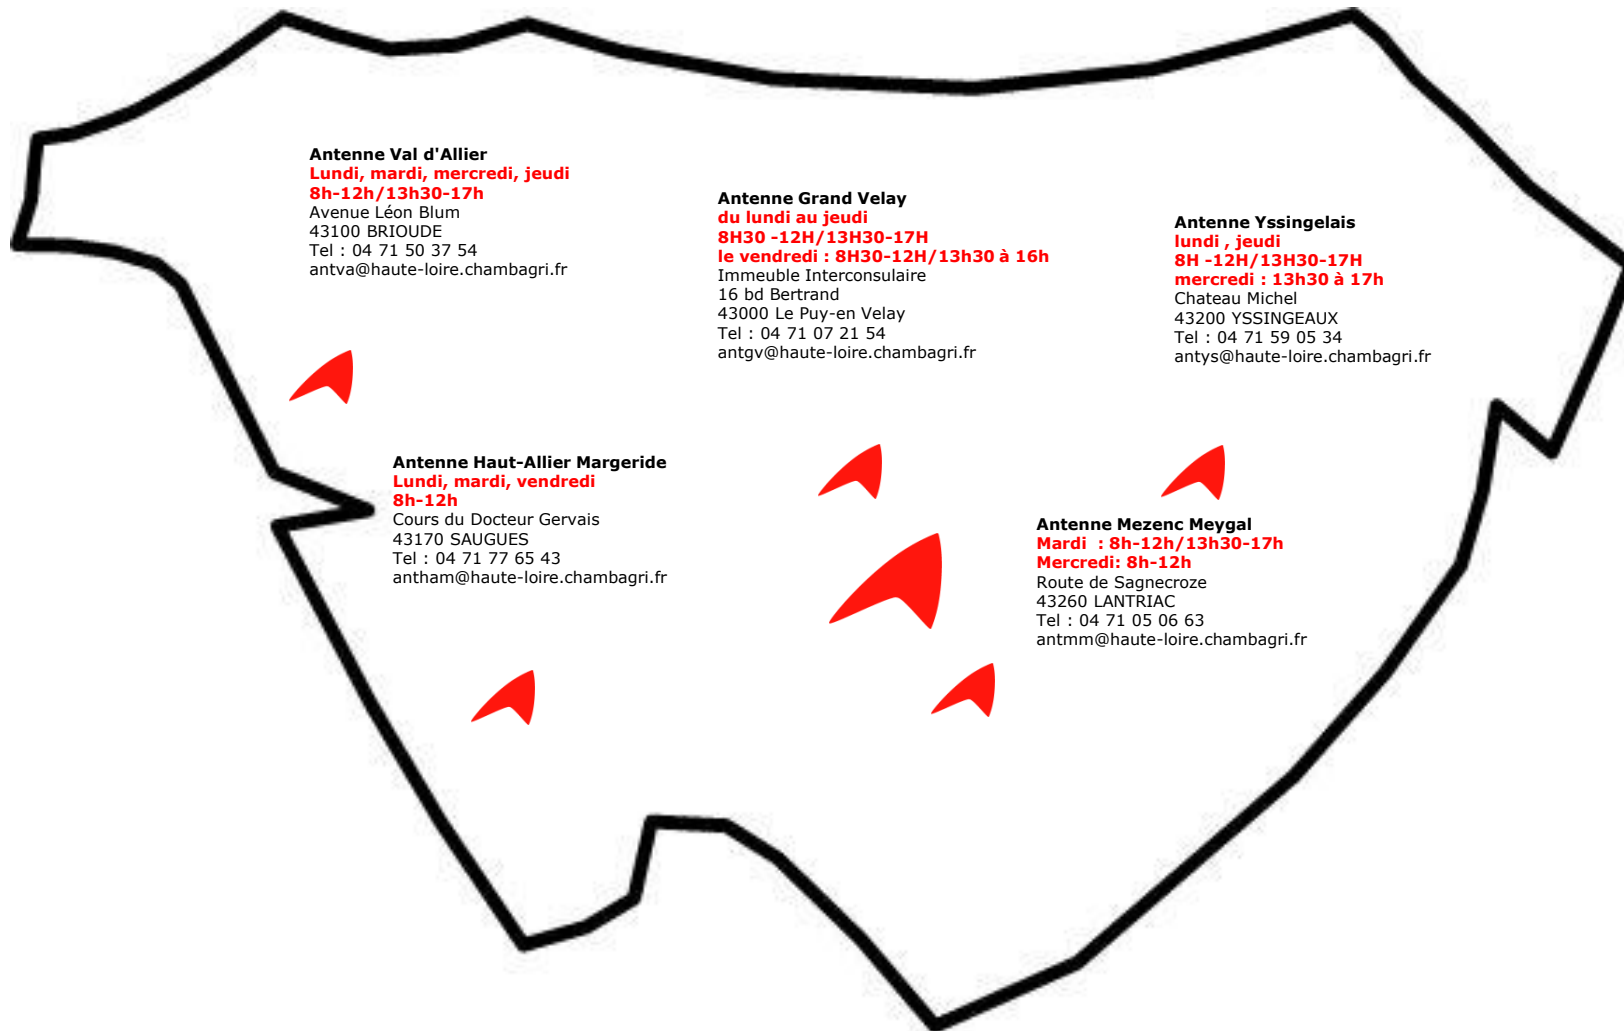 Antenne Val d'Allier
Lundi, mardi, mercredi, jeudi
8h-12h/13h30-17h
Avenue Léon Blum
43100 BRIOUDE
Tel : 04 71 50 37 54
antva@haute-loire.chambagri.fr
Antenne Grand Velay
du lundi au jeudi
8H30 -12H/13H30-17H
le vendredi : 8H30-12H/13h30 à 16h
Immeuble Interconsulaire
16 bd Bertrand
43000 Le Puy-en Velay
Tel : 04 71 07 21 54
antgv@haute-loire.chambagri.fr
Antenne Yssingelais
lundi , jeudi
8H -12H/13H30-17H
mercredi : 13h30 à 17h
Chateau Michel
43200 YSSINGEAUX
Tel : 04 71 59 05 34
antys@haute-loire.chambagri.fr
Antenne Haut-Allier Margeride
Lundi, mardi, vendredi
8h-12h
Cours du Docteur Gervais
43170 SAUGUES
Tel : 04 71 77 65 43
antham@haute-loire.chambagri.fr
Antenne Mezenc Meygal
Mardi  : 8h-12h/13h30-17h
Mercredi: 8h-12h
Route de Sagnecroze
43260 LANTRIAC
Tel : 04 71 05 06 63
antmm@haute-loire.chambagri.fr